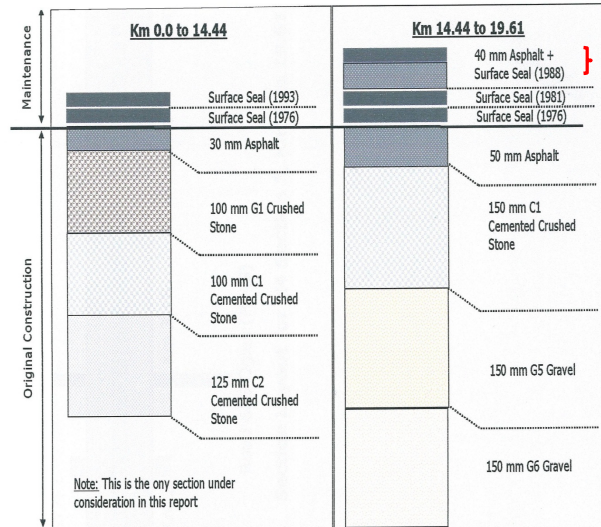 Maintenance
Original Construction
Km 0.0 to 14.44
Surface Seal (1993)
Surface Seal (1976)
30 mm Asphalt
100 mm G1 Crushed
Stone
100 mm C1
Cemented Crushed
Stone
125 mm C2
Cemented Crushed
Stone
Note: This is the ony section under
consideration in this report
Km 14.44 to 19.61
40 mm Asphalt +
Surface Seal (1988)
Surface Seal (1981)
Surface Seal (1976)
50 mm Asphalt
150 mm C1
Cemented Crushed
Stone
150 mm G5 Gravel
150 mm G6 Gravel